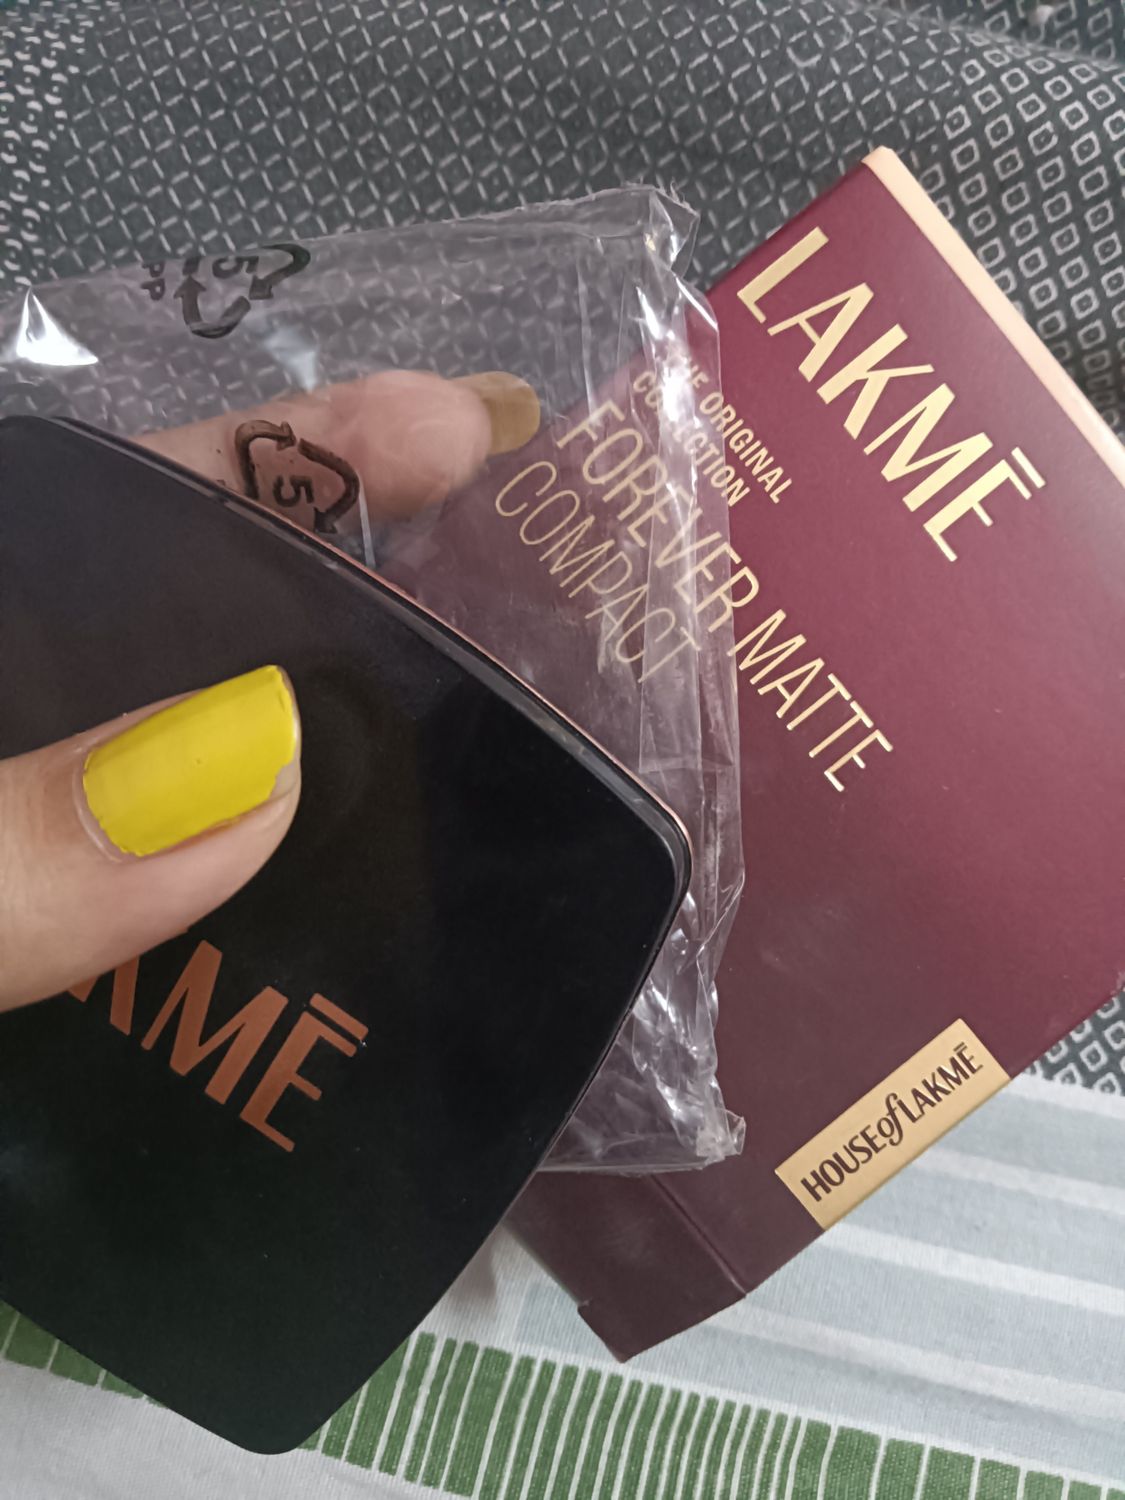 LAKMĒ
THE ORIGINAL
COLLECTION
FOREVER MATTE
COMPACT
HOUSE of LAKMĒ
KMĒ
5
PP
5